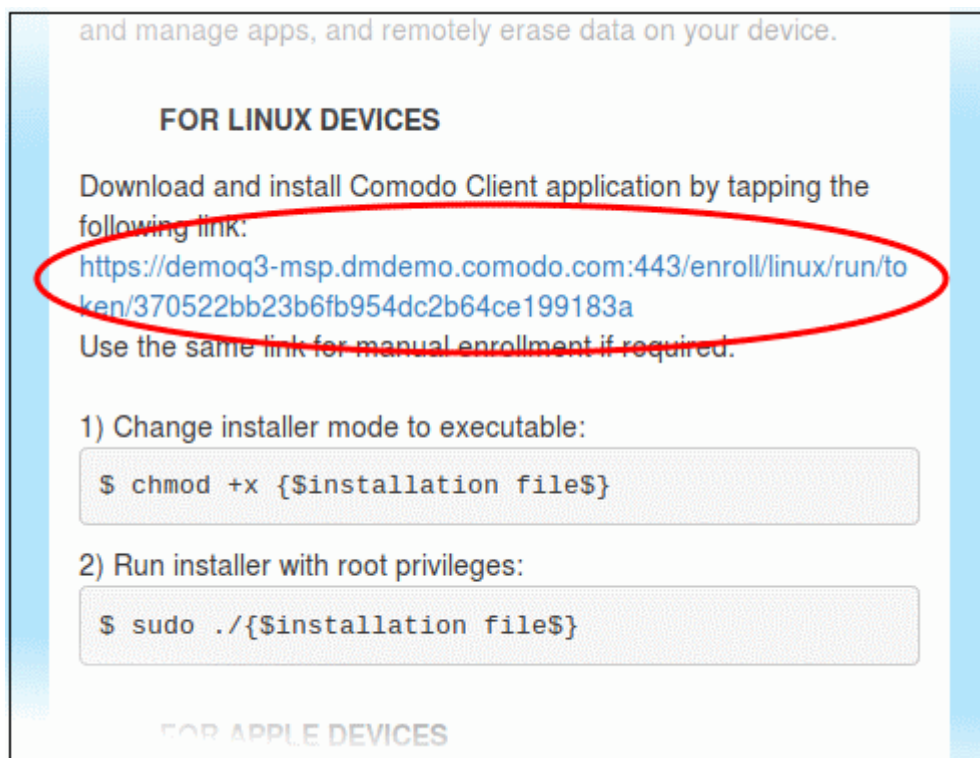 and manage apps, and remotely erase data on your device.
FOR LINUX DEVICES
Download and install Comodo Client application by tapping the
following link:
https://demoq3-msp.dmdemo.comodo.com:443/enroll/linux/run/to
ken/370522bb23b6fb954dc2b64ce199183a
Use the same link for manual enrollment if required.
1) Change installer mode to executable:
$ chmod +x {$installation file$}
2) Run installer with root privileges:
$ sudo ./{$installation file$}
FOR APPLE DEVICES